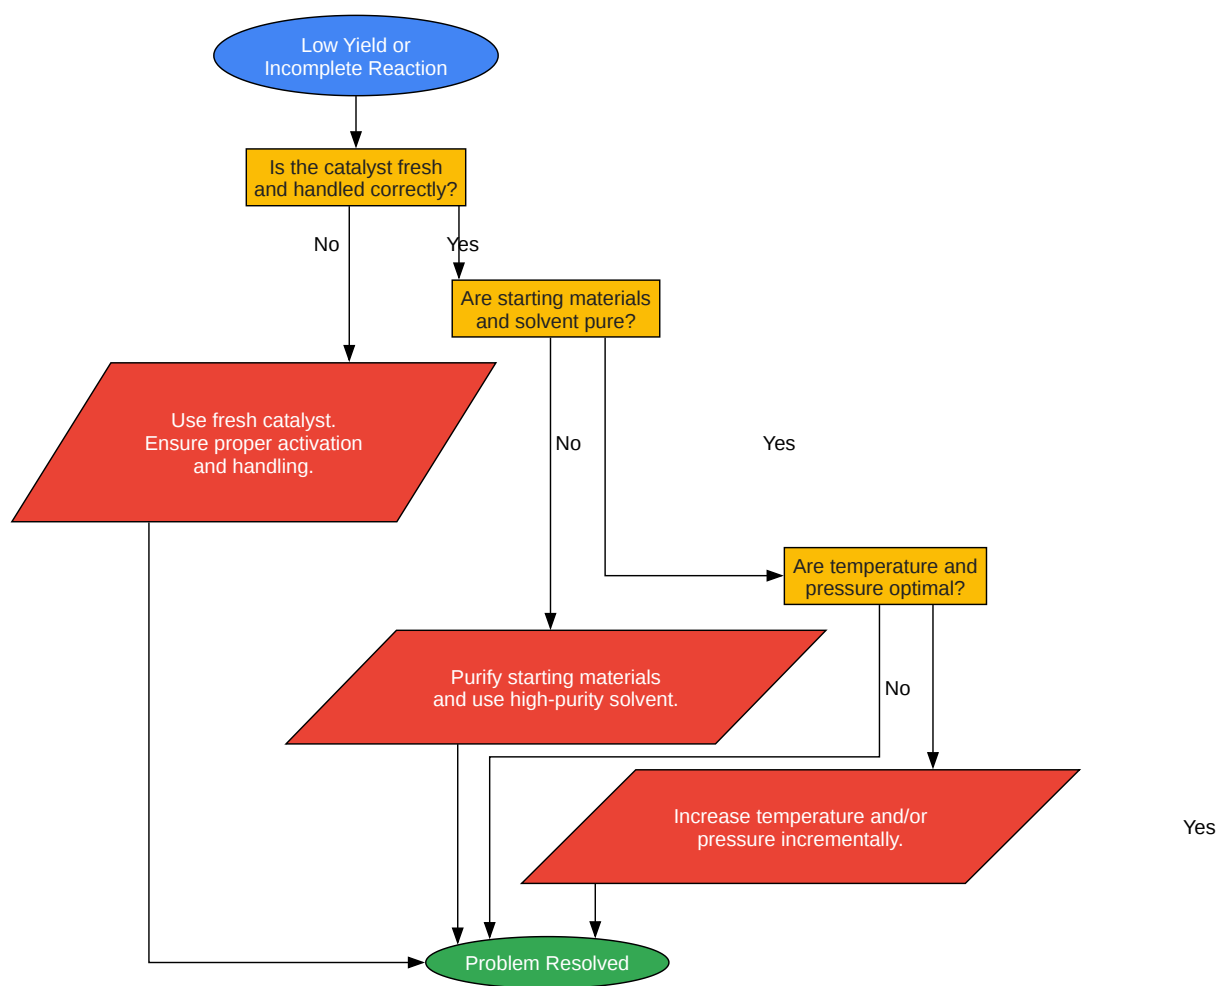 Low Yield or
Incomplete Reaction
Is the catalyst fresh
and handled correctly?
No
Yes
Are starting materials
and solvent pure?
Use fresh catalyst.
Ensure proper activation
and handling.
No
Yes
Are temperature and
pressure optimal?
Purify starting materials
and use high-purity solvent.
No
Increase temperature and/or
pressure incrementally.
Yes
Problem Resolved